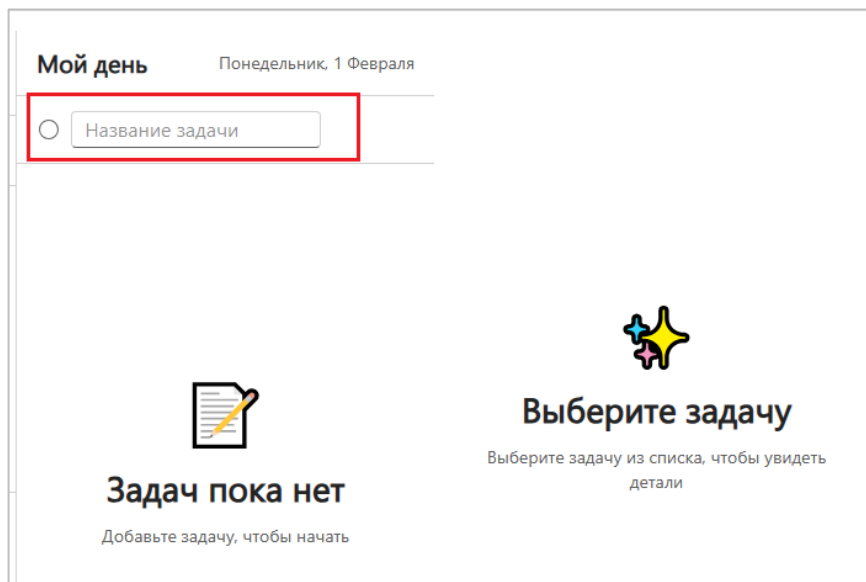 Мой день
Понедельник, 1 Февраля
Название задачи
Задач пока нет
Добавьте задачу, чтобы начать
Выберите задачу
Выберите задачу из списка, чтобы увидеть
детали